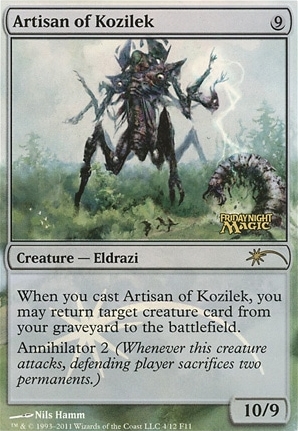 Artisan of Kozilek 9
FRIDAY NIGHT
MAGIC
Creature — Eldrazi
When you cast Artisan of Kozilek, you
may return target creature card from
your graveyard to the battlefield.
Annihilator 2 (Whenever this creature
attacks, defending player sacrifices two
permanents.)
Nils Hamm
™ & © 1993–2011 Wizards of the Coast LLC 4/12 F11
10/9